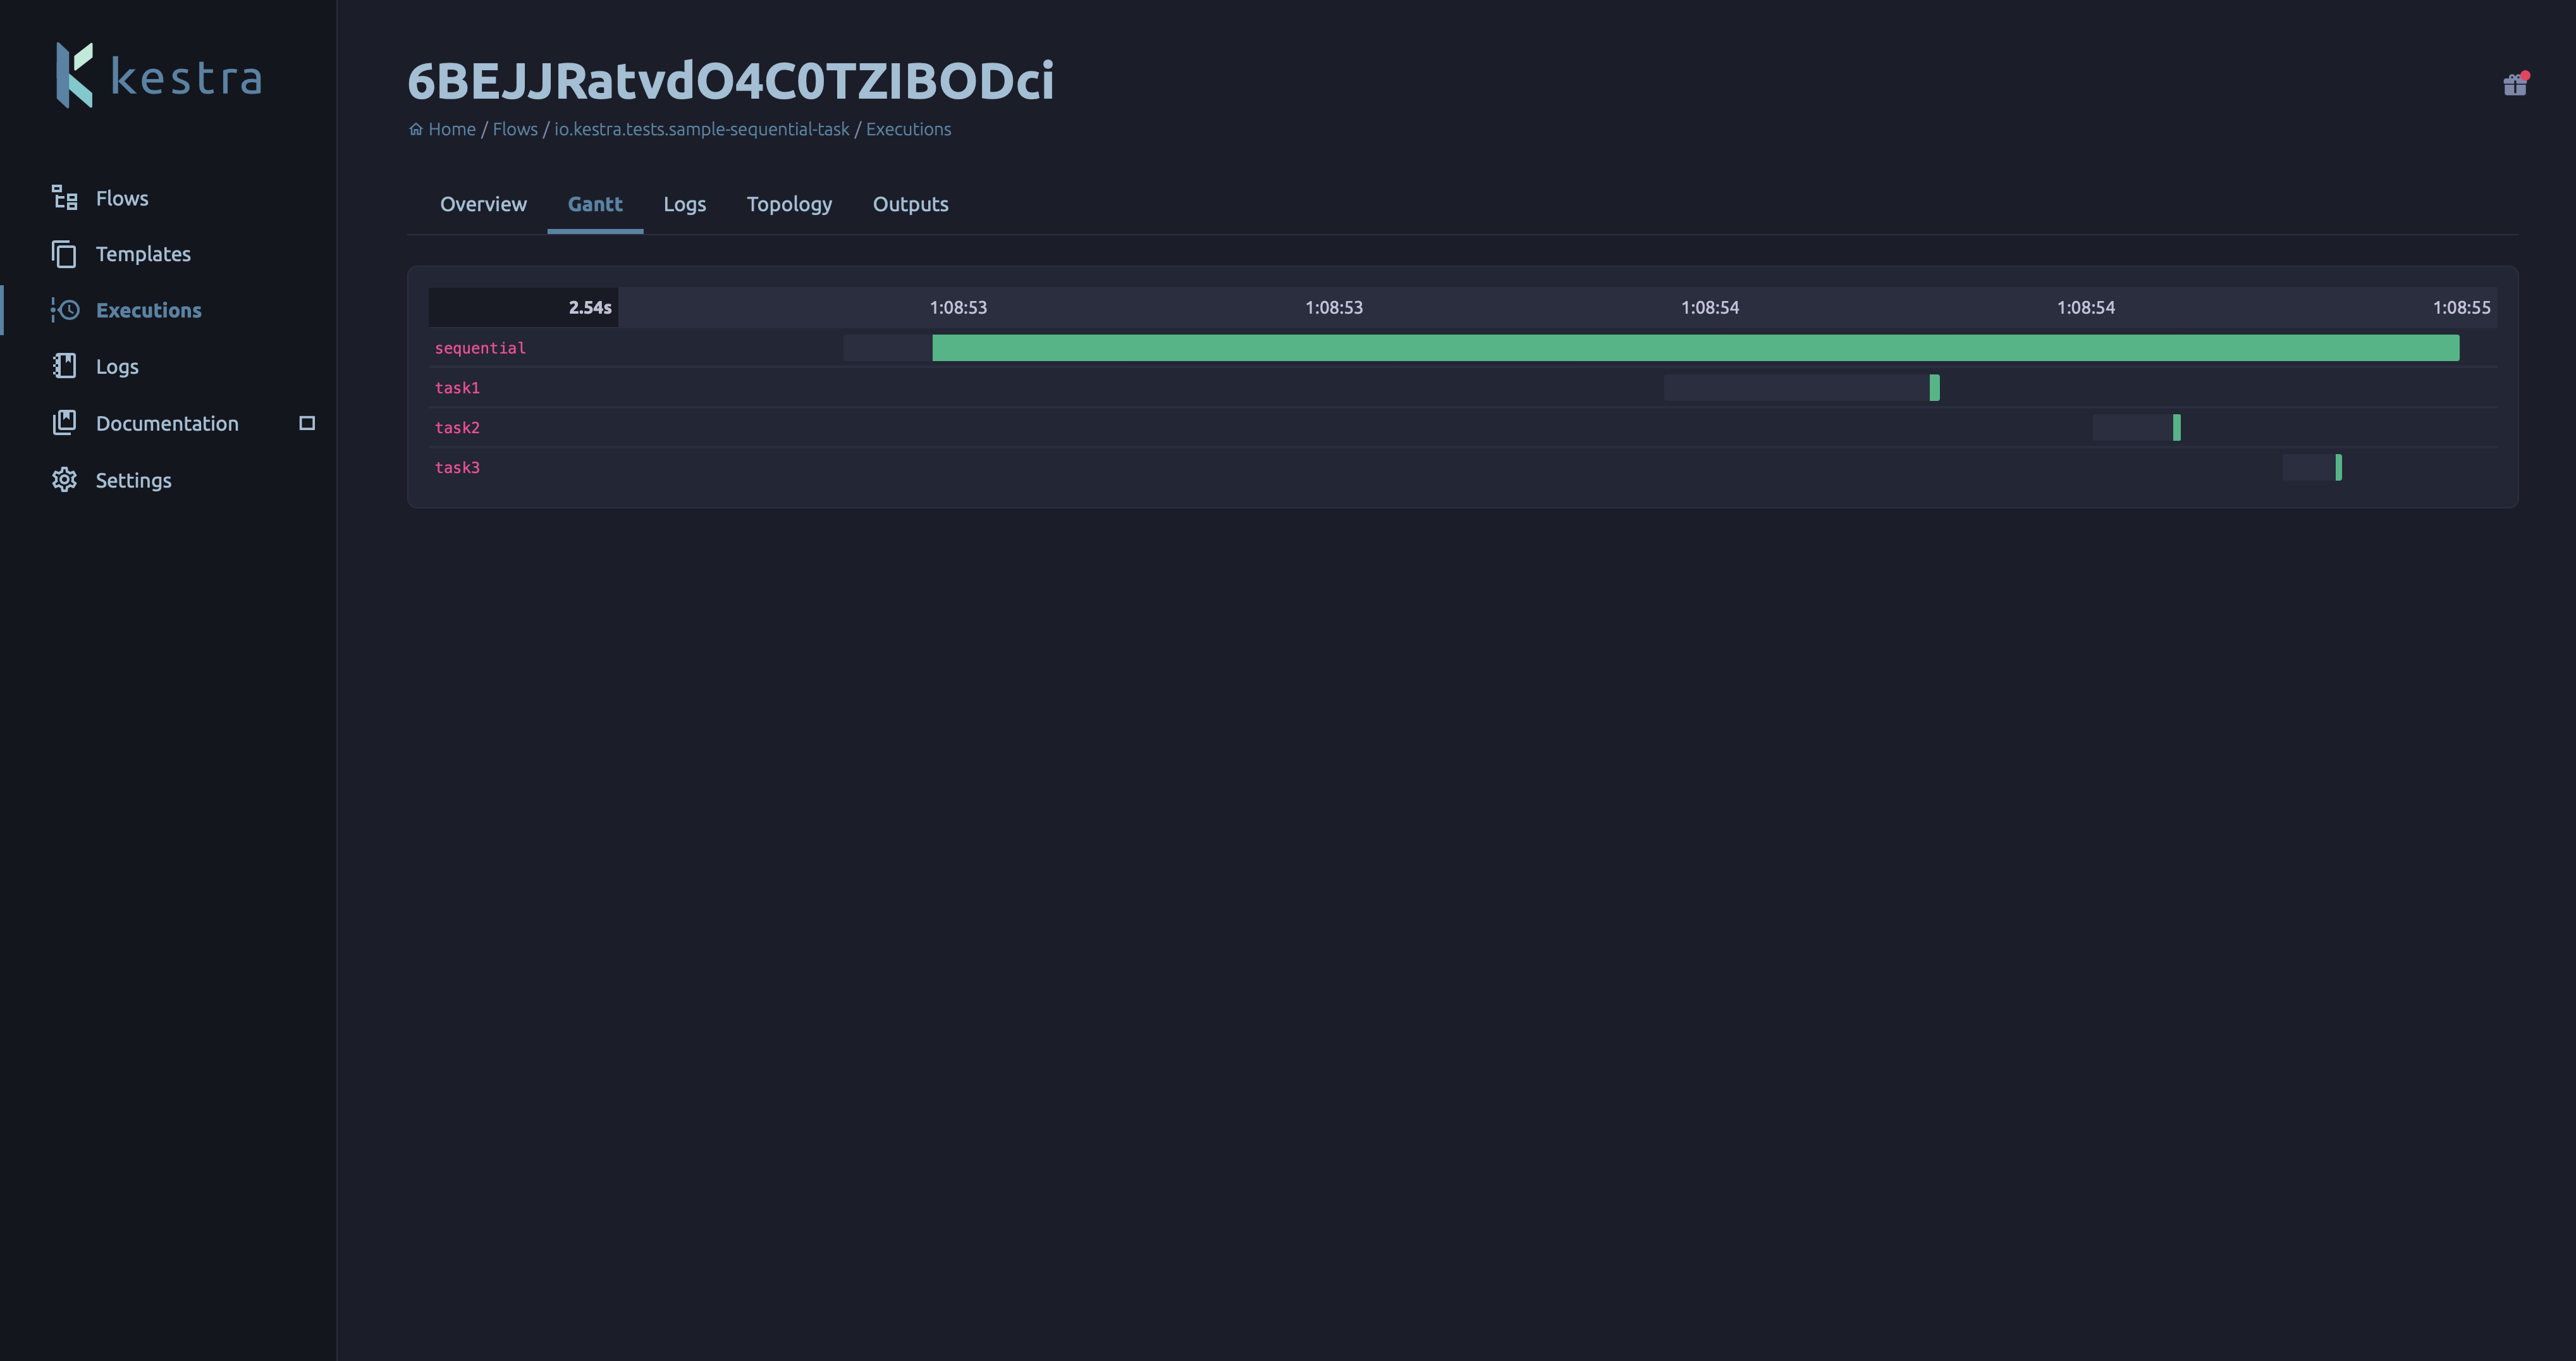 kestra
Flows
Templates
Executions
Logs
Documentation
Settings
6BEJJRatvdO4C0TZIBODci
Home / Flows / io.kestra.tests.sample-sequential-task / Executions
Overview Gantt Logs Topology Outputs
2.54s 1:08:53 1:08:53 1:08:54 1:08:54 1:08:55
sequential
task1
task2
task3